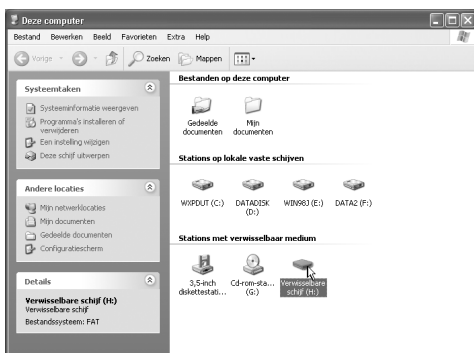 Deze computer
Bestand Bewerken Beeld Favorieten Extra Help
Vorige Zoeken Mappen
Systeemtaken
Systeeminformatie weergeven
Programma's installeren of
verwijderen
Een instelling wijzigen
Deze schijf uitwerpen
Andere locaties
Mijn netwerklocaties
Mijn documenten
Gedeelde documenten
Configuratiescherm
Details
Verwisselbare schijf (H:)
Verwisselbare schijf
Bestandssysteem: FAT
Bestanden op deze computer
Gedeelde
documenten
Mijn
documenten
Stations op lokale vaste schijven
WXPDUT (C:)
DATADISK
(D:)
WIN98J (E:)
DATA2 (F:)
Stations met verwisselbaar medium
3,5-inch
diskettestati...
Cd-rom-sta...
(G:)
Verwisselbare
schijf (H:)